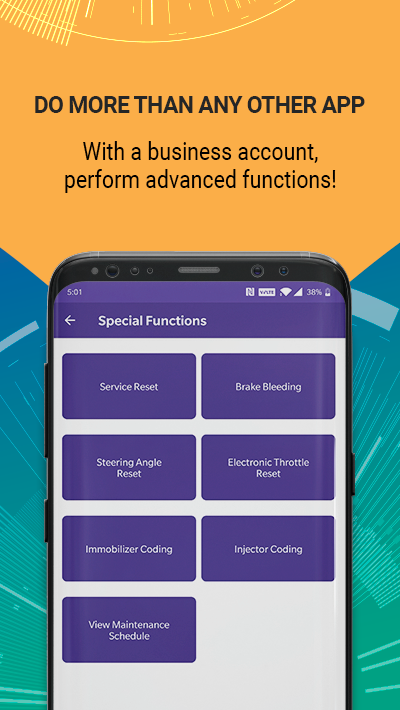 DO MORE THAN ANY OTHER APP
With a business account,
perform advanced functions!
5:01
VoLTE
38%
Special Functions
Service Reset
Brake Bleeding
Steering Angle
Reset
Electronic Throttle
Reset
Immobilizer Coding
Injector Coding
View Maintenance
Schedule